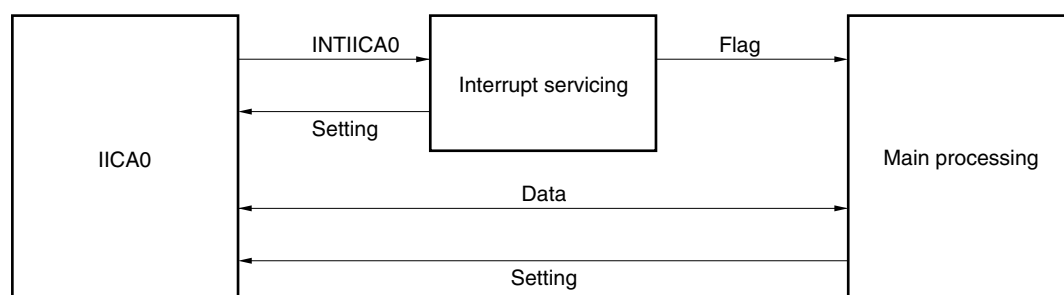 INTIICA0
Flag
Interrupt servicing
Setting
IICA0
Main processing
Data
Setting